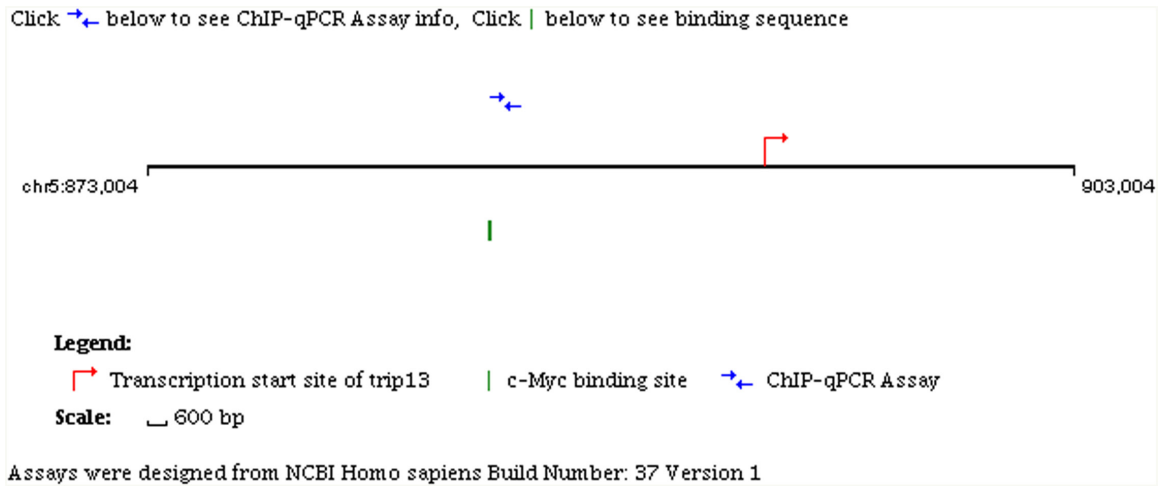 Click below to see ChIP-qPCR Assay info, Click | below to see binding sequence
chr5:873,004
903,004
Legend:
Transcription start site of trip13
c-Myc binding site
ChIP-qPCR Assay
Scale: 600 bp
Assays were designed from NCBI Homo sapiens Build Number: 37 Version 1